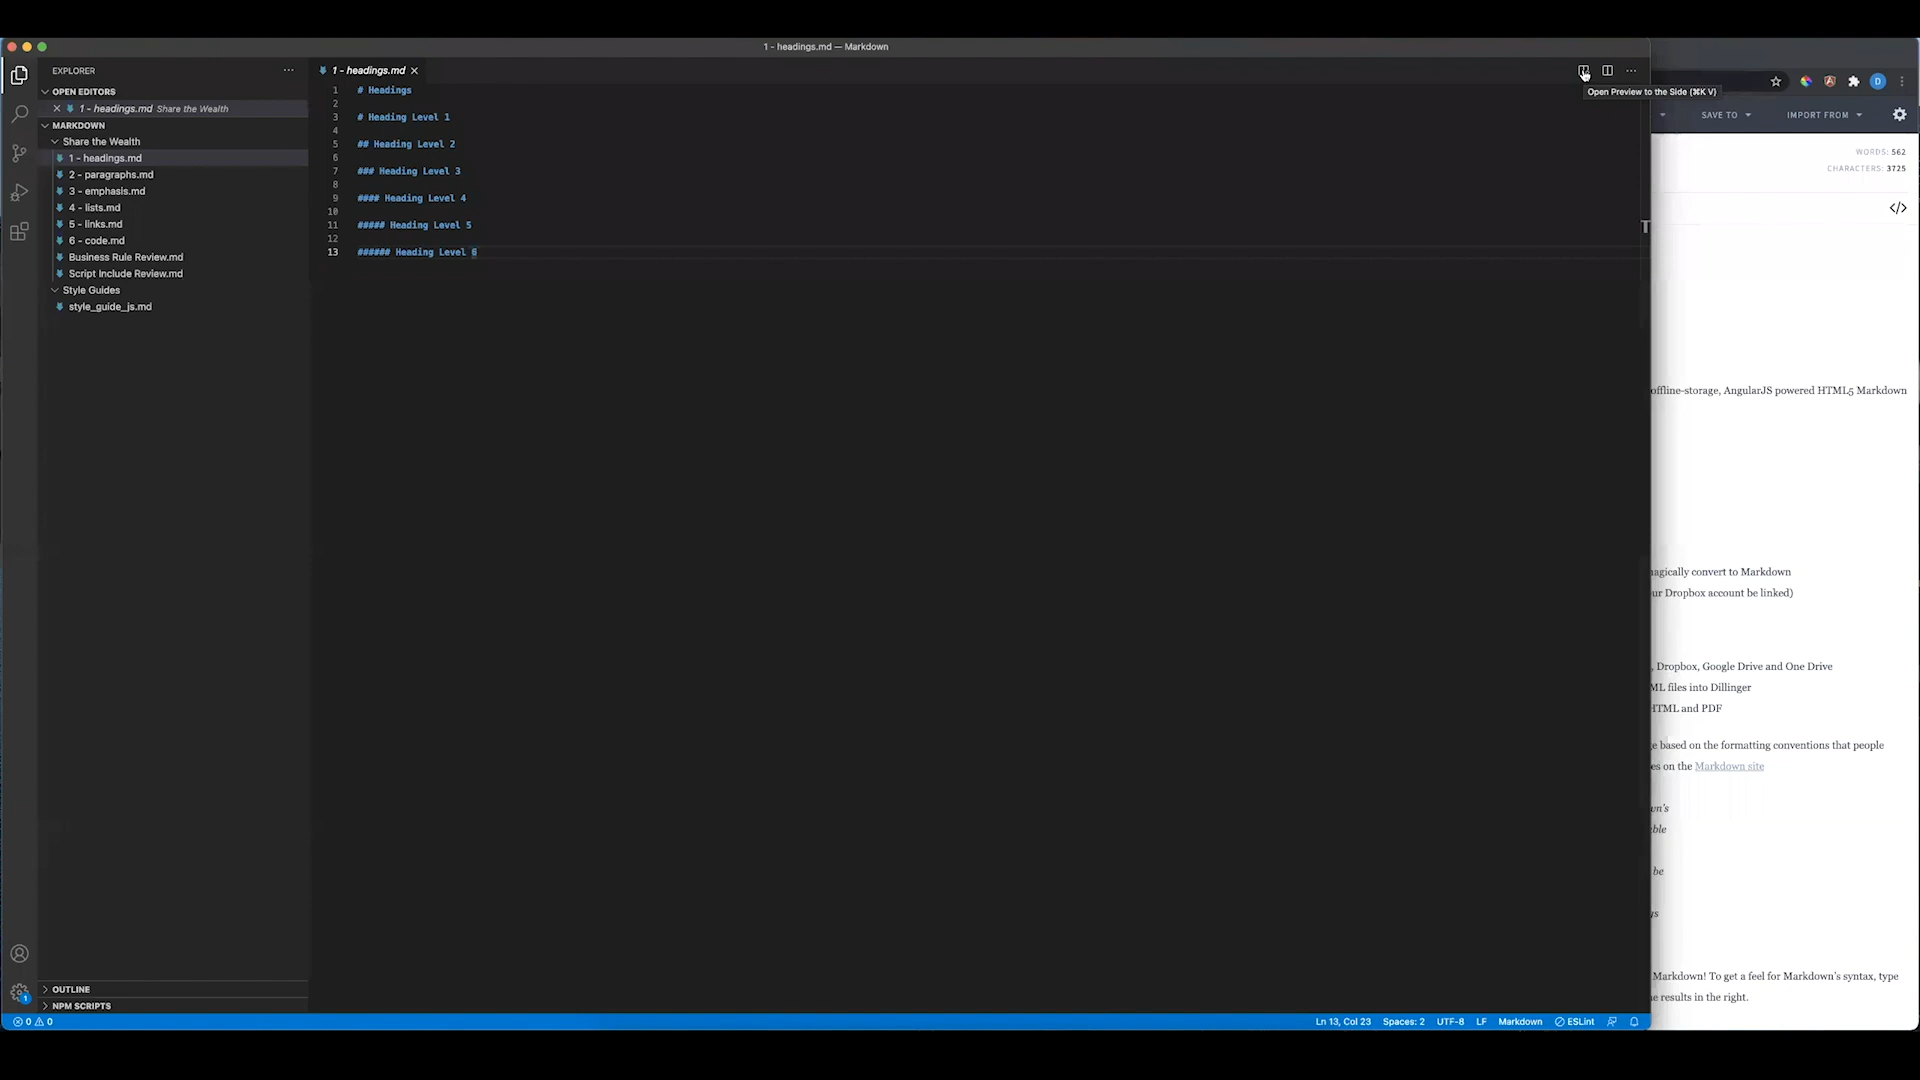 1 - headings.md — Markdown
EXPLORER
OPEN EDITORS
1 - headings.md Share the Wealth
MARKDOWN
Share the Wealth
1 - headings.md
2 - paragraphs.md
3 - emphasis.md
4 - lists.md
5 - links.md
6 - code.md
Business Rule Review.md
Script Include Review.md
Style Guides
style_guide_js.md
OUTLINE
NPM SCRIPTS
1 - headings.md
1 # Headings
2
3 # Heading Level 1
4
5 ## Heading Level 2
6
7 ### Heading Level 3
8
9 #### Heading Level 4
10
11 ##### Heading Level 5
12
13 ###### Heading Level 6
Open Preview to the Side (⌘K V)
D
SAVE TO
IMPORT FROM
WORDS: 562
CHARACTERS: 3725
</>
T
offline-storage, AngularJS powered HTML5 Markdown
agically convert to Markdown
ur Dropbox account be linked)
, Dropbox, Google Drive and One Drive
ML files into Dillinger
HTML and PDF
e based on the formatting conventions that people
es on the Markdown site
wn's
ble
be
ys
Markdown! To get a feel for Markdown's syntax, type
e results in the right.
1
0 0
Ln 13, Col 23 Spaces: 2 UTF-8 LF Markdown ESLint